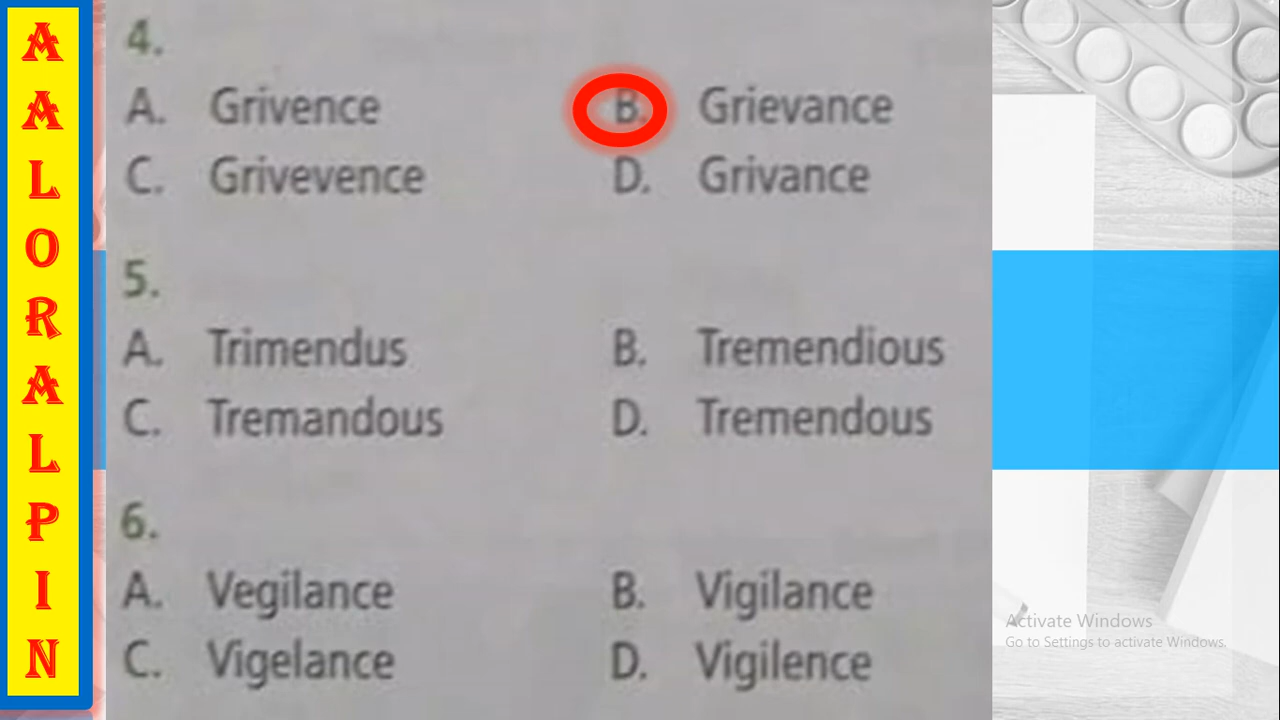 AALORALPIN
4.
A. Grivence B. Grievance
C. Grivevence D. Grivance
5.
A. Trimendus B. Tremendious
C. Tremandous D. Tremendous
6.
A. Vegilance B. Vigilance
C. Vigelance D. Vigilence
Activate Windows
Go to Settings to activate Windows.